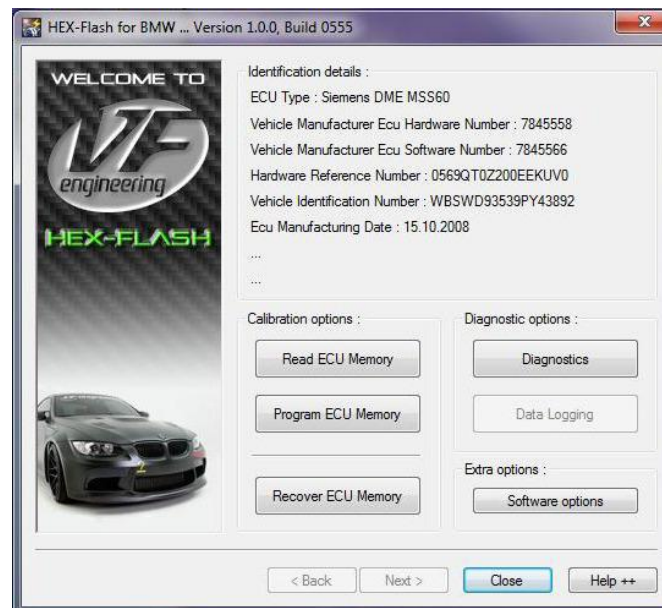 HEX-Flash for BMW ... Version 1.0.0, Build 0555
WELCOME TO
VTF
engineering
HEX-FLASH
Identification details :
ECU Type : Siemens DME MSS60
Vehicle Manufacturer Ecu Hardware Number : 7845558
Vehicle Manufacturer Ecu Software Number : 7845566
Hardware Reference Number : 0569QT0Z200EEKUV0
Vehicle Identification Number : WBSWD93539PY43892
Ecu Manufacturing Date : 15.10.2008
...
...
Calibration options :
Read ECU Memory
Program ECU Memory
Recover ECU Memory
Diagnostic options :
Diagnostics
Data Logging
Extra options :
Software options
< Back
Next >
Close
Help ++